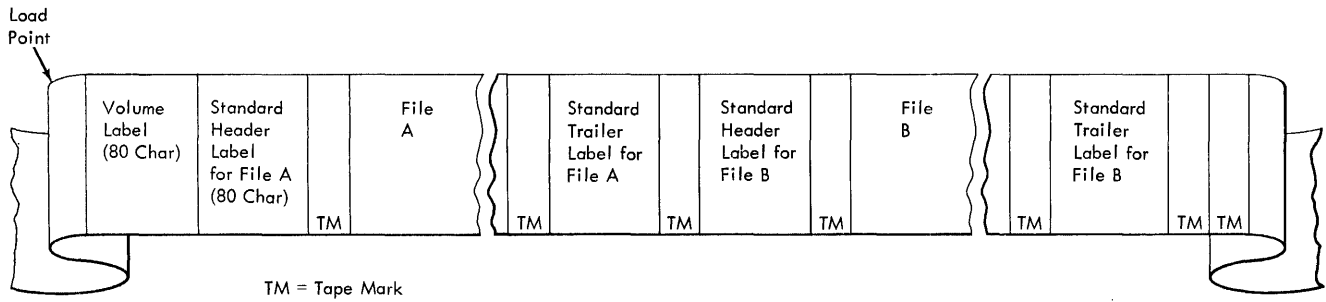 Load
Point
Volume
Label
(80 Char)
Standard
Header
Label
for File A
(80 Char)
TM
File
A
TM
Standard
Trailer
Label for
File A
TM
Standard
Header
Label for
File B
TM
File
B
TM
Standard
Trailer
Label for
File B
TM
TM
TM = Tape Mark